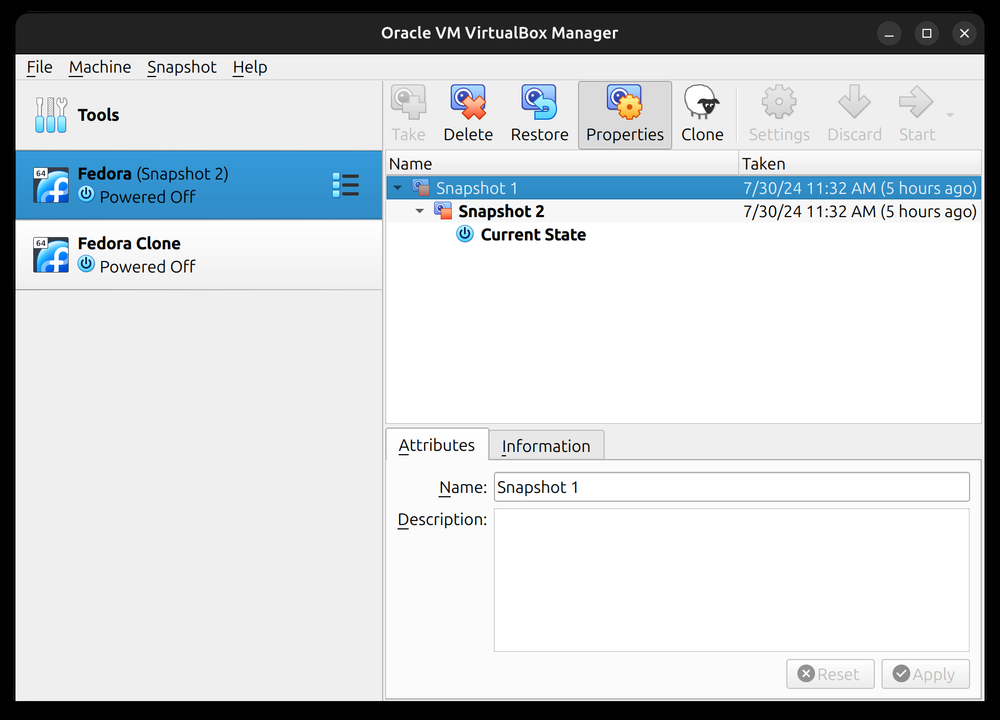 Oracle VM VirtualBox Manager
File Machine Snapshot Help
Tools
64
Fedora (Snapshot 2)
Powered Off
64
Fedora Clone
Powered Off
Take Delete Restore Properties Clone Settings Discard Start
Name Taken
Snapshot 1 7/30/24 11:32 AM (5 hours ago)
Snapshot 2 7/30/24 11:32 AM (5 hours ago)
Current State
Attributes Information
Name: Snapshot 1
Description:
Reset Apply